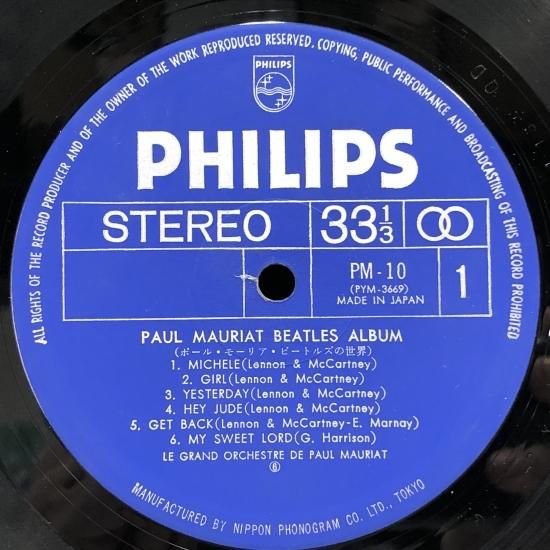 ALL RIGHTS OF THE RECORD PRODUCER AND OF THE OWNER OF THE WORK REPRODUCED RESERVED. COPYING, PUBLIC PERFORMANCE AND BROADCASTING OF THIS RECORD PROHIBITED
PHILIPS
PHILIPS
STEREO 33 1/3
PM-10
(PYM-3669)
MADE IN JAPAN
1
PAUL MAURIAT BEATLES ALBUM
(ポール・モーリア・ビートルズの世界)
1. MICHELE(Lennon & McCartney)
2. GIRL(Lennon & McCartney)
3. YESTERDAY(Lennon & McCartney)
4. HEY JUDE(Lennon & McCartney)
5. GET BACK(Lennon & McCartney-E. Marnay)
6. MY SWEET LORD(G. Harrison)
LE GRAND ORCHESTRE DE PAUL MAURIAT
⑥
MANUFACTURED BY NIPPON PHONOGRAM CO. LTD., TOKYO